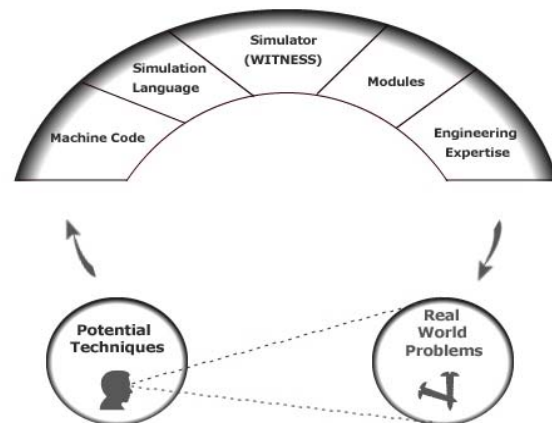 Simulator
(WITNESS)
Simulation
Language
Modules
Machine Code
Engineering
Expertise
Potential
Techniques
Real
World
Problems